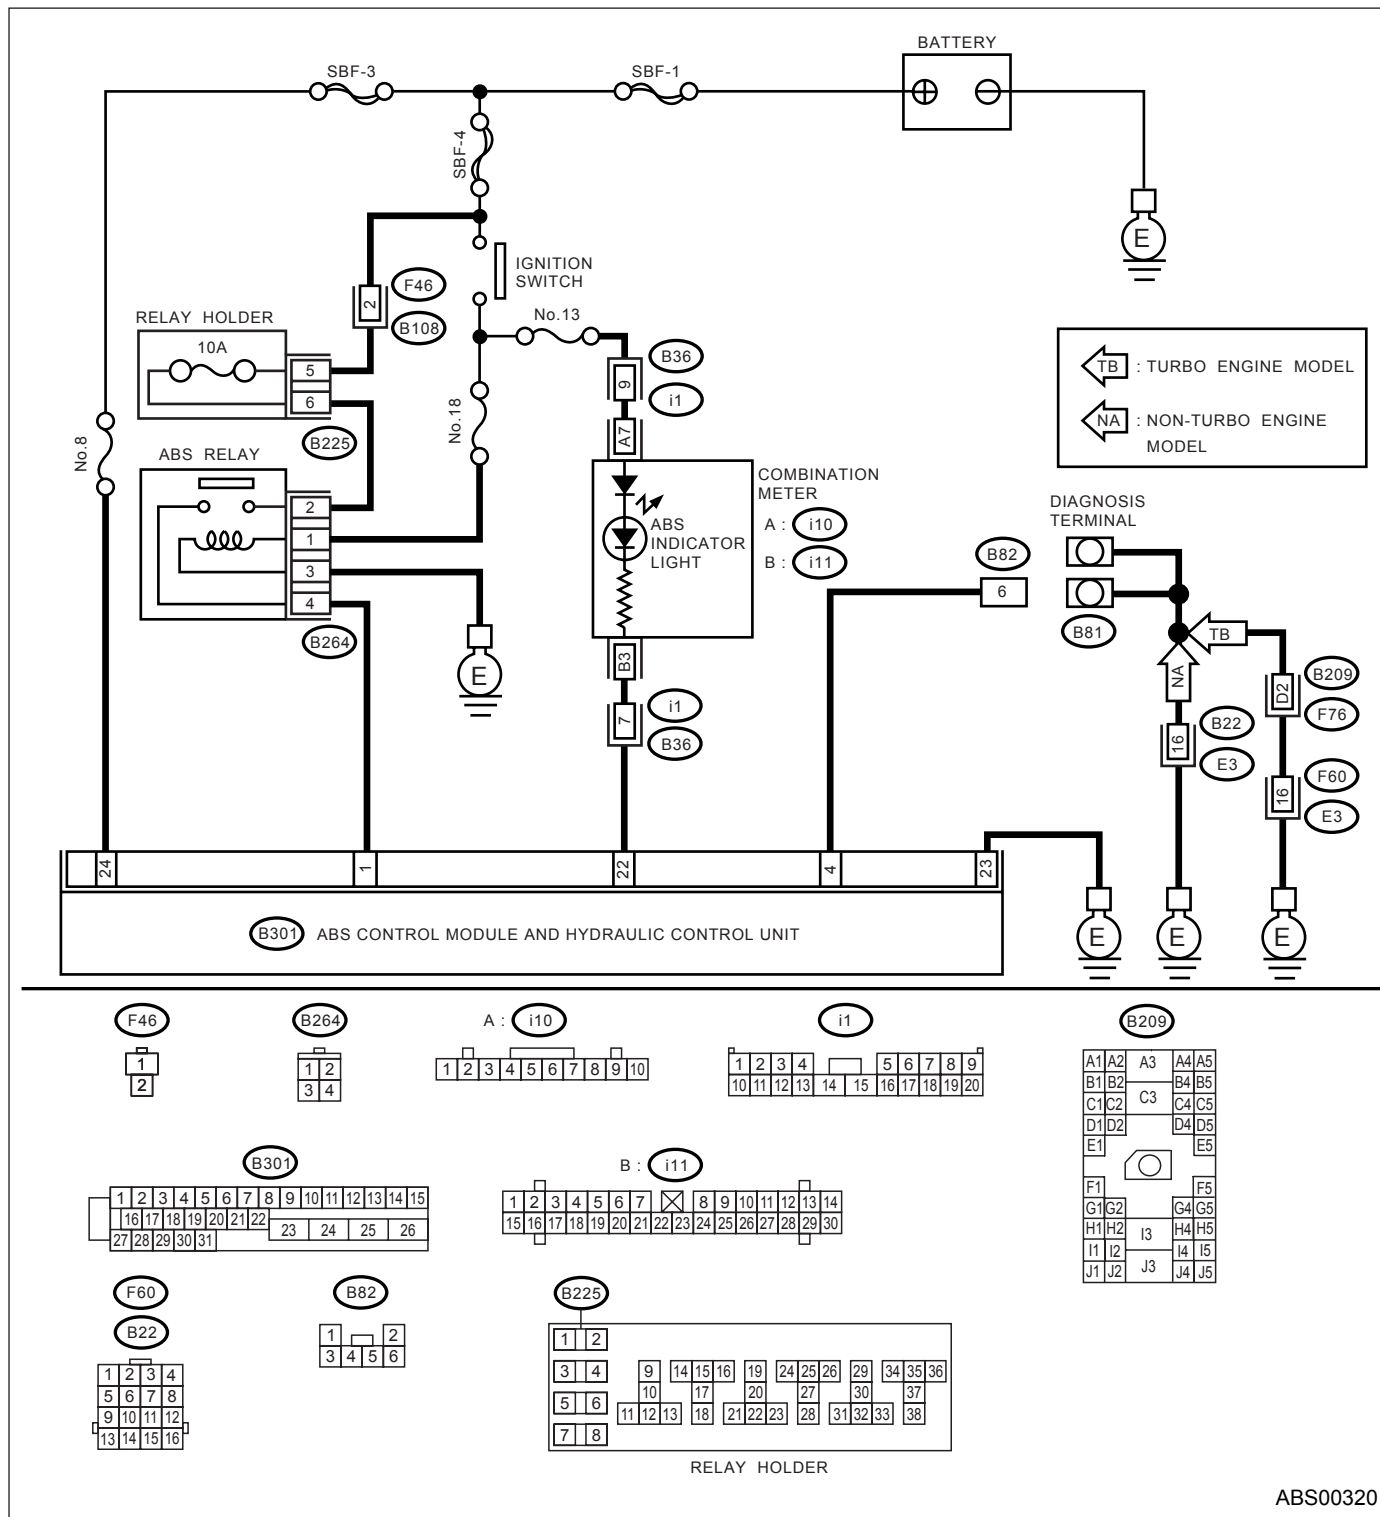 BATTERY
SBF-3
SBF-1
SBF-4
E
IGNITION
SWITCH
F46
2
B108
No.13
RELAY HOLDER
10A
5
6
B225
B36
9
i1
A7
TB : TURBO ENGINE MODEL
NA : NON-TURBO ENGINE
MODEL
No.8
No.18
ABS RELAY
2
1
3
4
B264
E
ABS
INDICATOR
LIGHT
COMBINATION
METER
A : i10
B : i11
B3
i1
7
B36
DIAGNOSIS
TERMINAL
B82
6
B81
TB
NA
D2
B209
F76
16
B22
E3
16
F60
E3
24
1
22
4
23
E
E
E
B301 ABS CONTROL MODULE AND HYDRAULIC CONTROL UNIT
F46
1
2
B264
1 2
3 4
A : i10
1 2 3 4 5 6 7 8 9 10
i1
1 2 3 4 5 6 7 8 9
10 11 12 13 14 15 16 17 18 19 20
B209
A1 A2 A3 A4 A5
B1 B2 B4 B5
C1 C2 C3 C4 C5
D1 D2 D4 D5
E1 E5
F1 F5
G1 G2 G4 G5
H1 H2 I3 H4 H5
I1 I2 I4 I5
J1 J2 J3 J4 J5
B301
1 2 3 4 5 6 7 8 9 10 11 12 13 14 15
16 17 18 19 20 21 22 23 24 25 26
27 28 29 30 31
B : i11
1 2 3 4 5 6 7 8 9 10 11 12 13 14
15 16 17 18 19 20 21 22 23 24 25 26 27 28 29 30
F60
B22
1 2 3 4
5 6 7 8
9 10 11 12
13 14 15 16
B82
1 2
3 4 5 6
B225
1 2
3 4 9 14 15 16 19 24 25 26 29 34 35 36
10 17 20 27 30 37
5 6 11 12 13 18 21 22 23 28 31 32 33 38
7 8
RELAY HOLDER
ABS00320